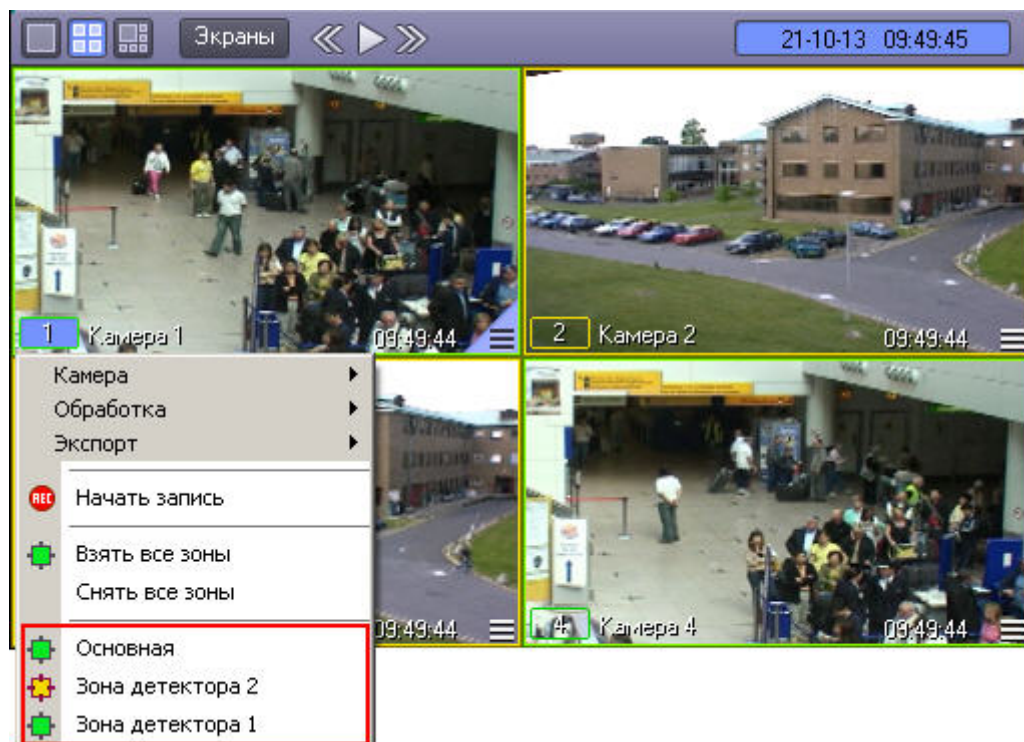 Экраны
21-10-13 09:49:45
1 Камера 1 09:49:44
2 Камера 2 09:49:44
Камера
Обработка
Экспорт
REC Начать запись
Взять все зоны
Снять все зоны
09:49:44
4 Камера 4 09:49:44
Основная
Зона детектора 2
Зона детектора 1